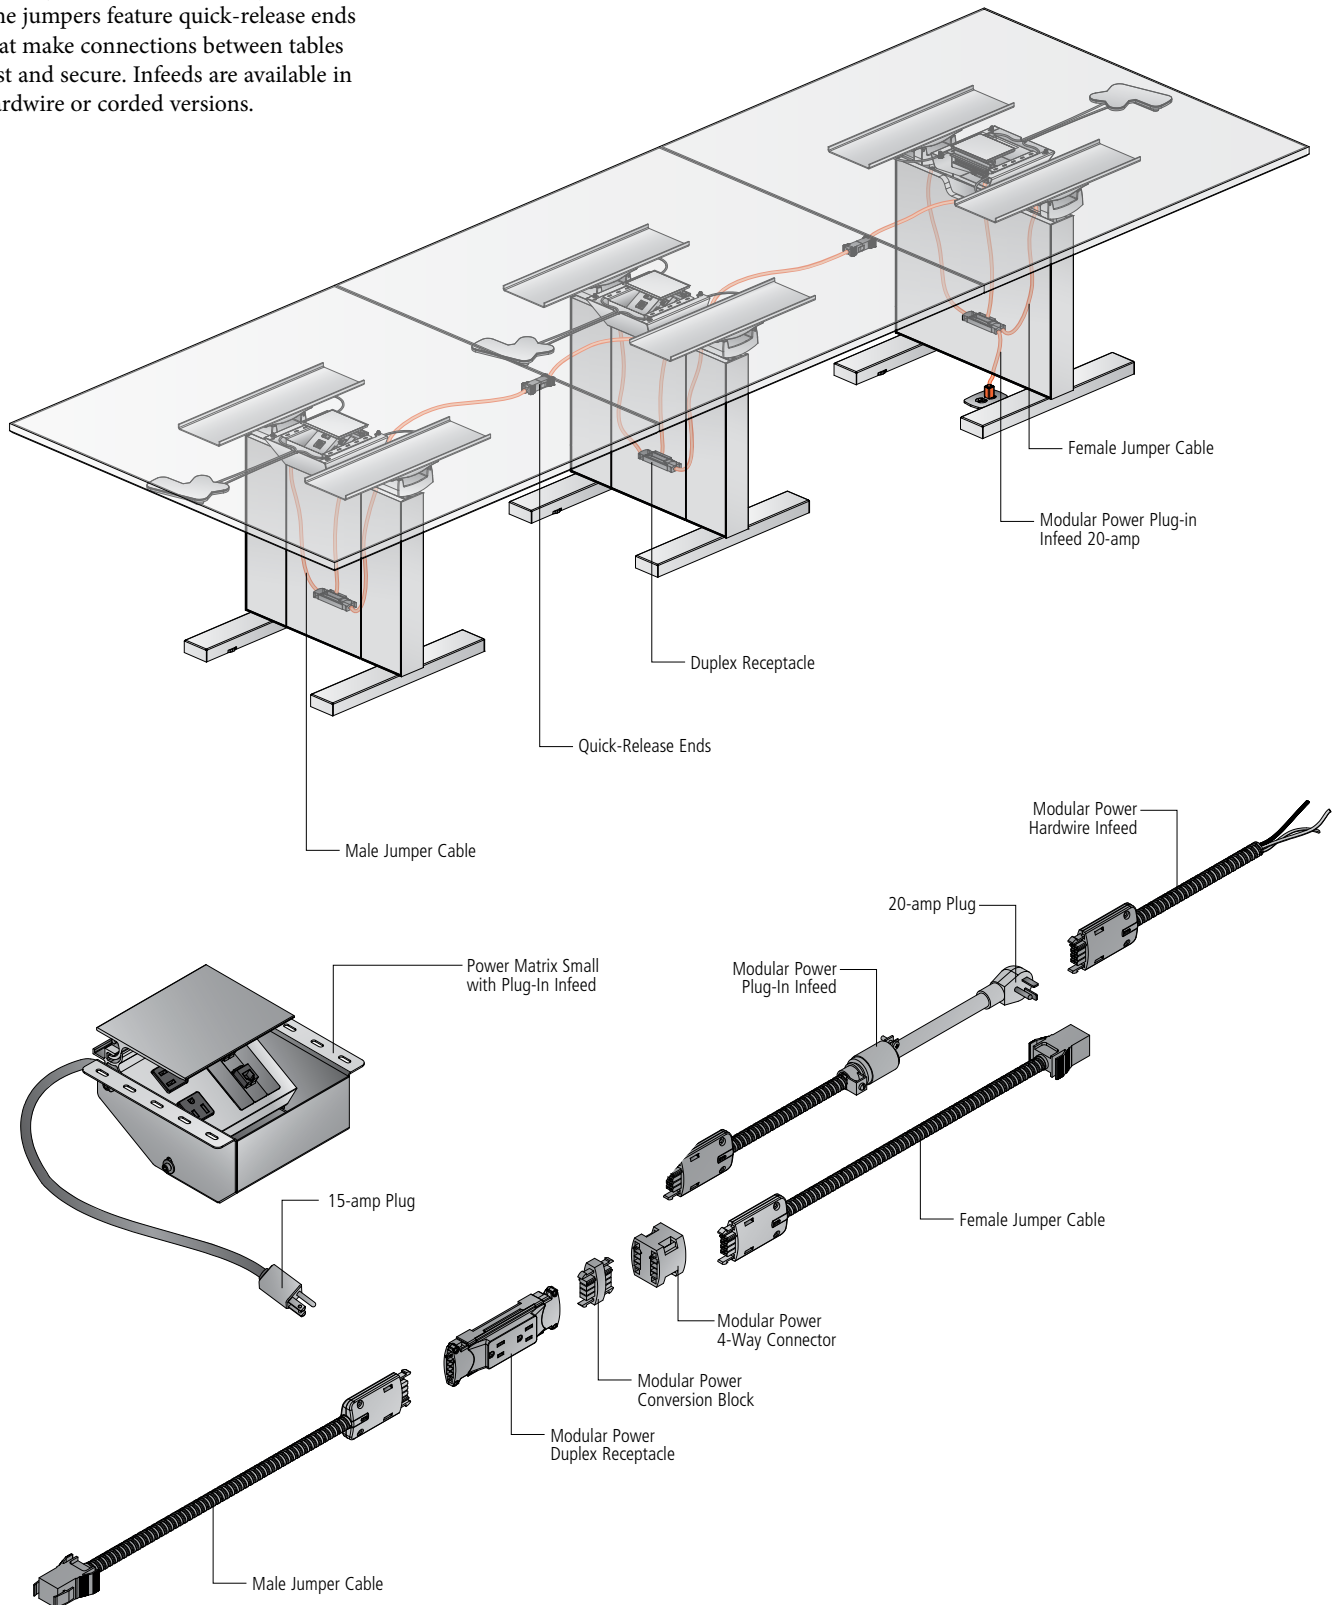 jumpers feature quick-release ends
make connections between tables
and secure. Infeeds are available in
or corded versions.
Female Jumper Cable
Modular Power Plug-in
Infeed 20-amp
Duplex Receptacle
Quick-Release Ends
Male Jumper Cable
Modular Power
Hardwire Infeed
20-amp Plug
Power Matrix Small
with Plug-In Infeed
Modular Power
Plug-In Infeed
15-amp Plug
Female Jumper Cable
Modular Power
4-Way Connector
Modular Power
Conversion Block
Modular Power
Duplex Receptacle
Male Jumper Cable